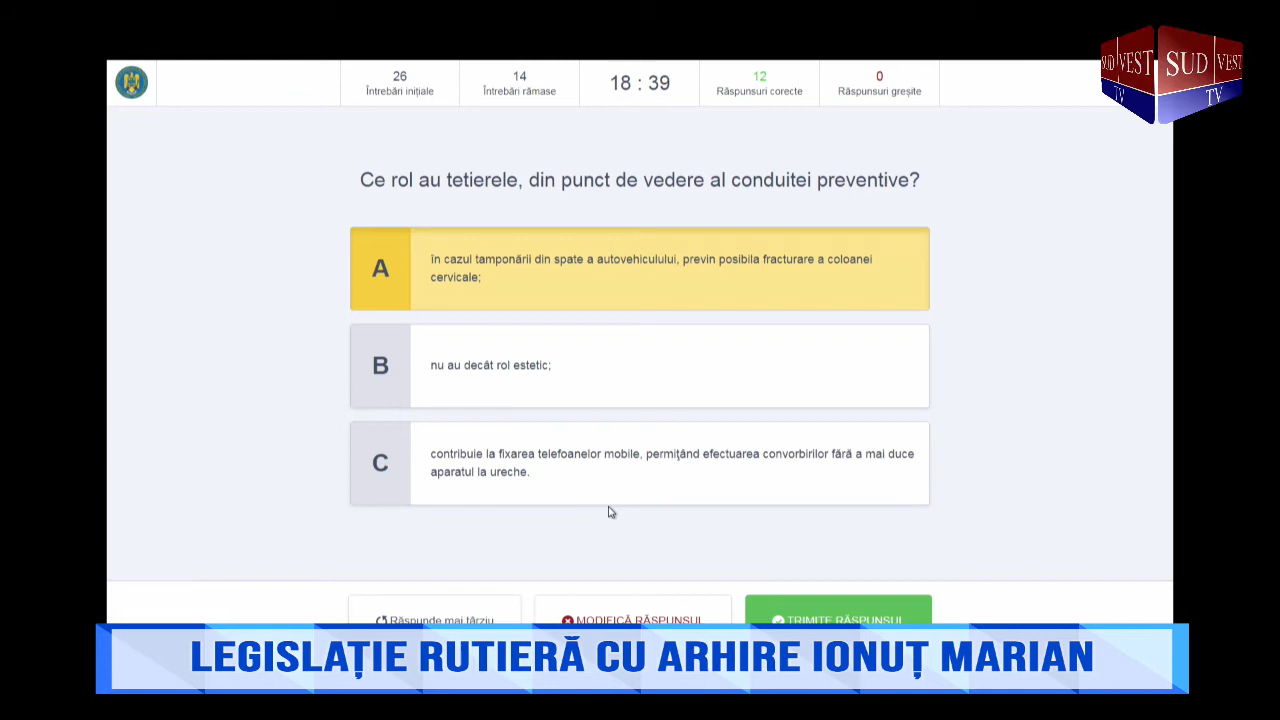 26
Întrebări inițiale
14
Întrebări rămase
18 : 39
12
Răspunsuri corecte
0
Răspunsuri greșite
SUD VEST
TV
SUD VEST
TV
Ce rol au tetierele, din punct de vedere al conduitei preventive?
A
în cazul tamponării din spate a autovehiculului, previn posibila fracturare a coloanei
cervicale;
B
nu au decât rol estetic;
C
contribuie la fixarea telefoanelor mobile, permiţând efectuarea convorbirilor fără a mai duce
aparatul la ureche.
Răspunde mai târziu
MODIFICĂ RĂSPUNSUL
TRIMITE RĂSPUNSUL
LEGISLAȚIE RUTIERĂ CU ARHIRE IONUȚ MARIAN